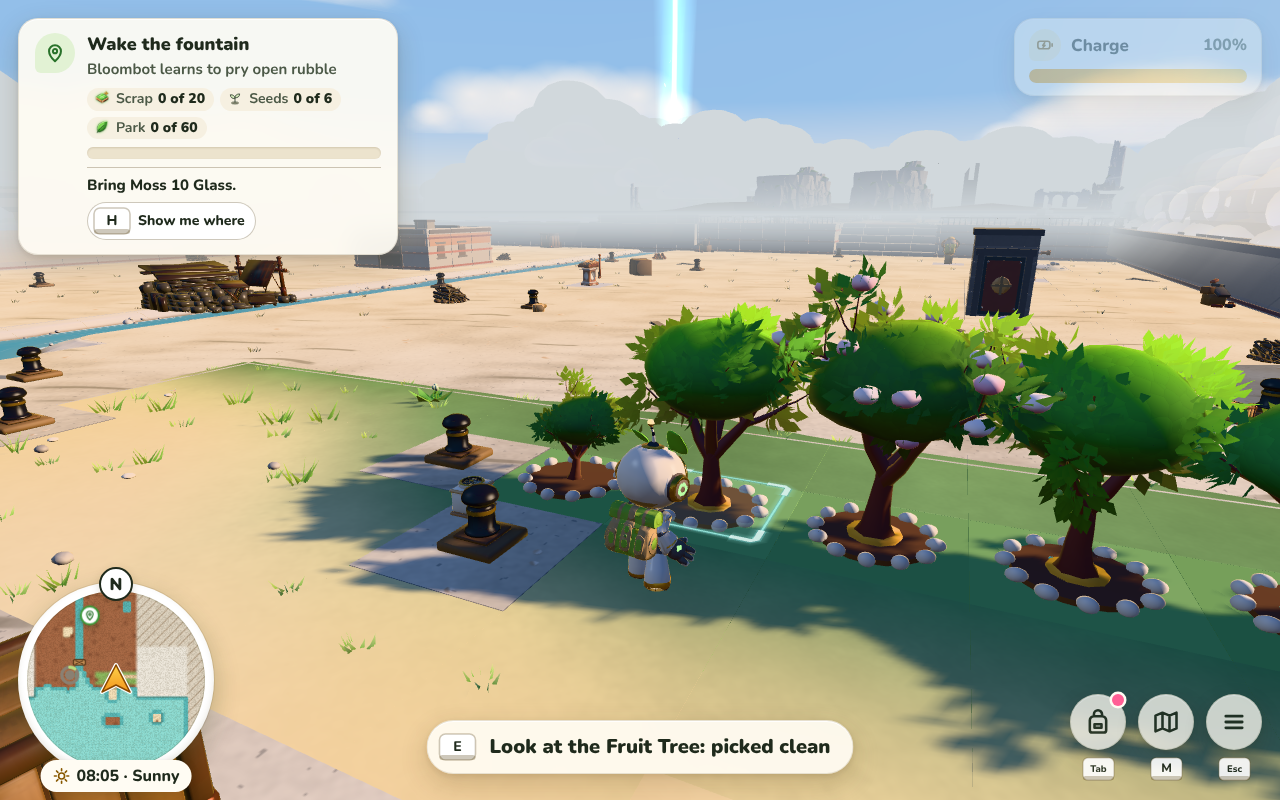 Wake the fountain
Bloombot learns to pry open rubble
Scrap 0 of 20 Seeds 0 of 6
Park 0 of 60
Bring Moss 10 Glass.
H Show me where
Charge 100%
N
08:05 · Sunny
E Look at the Fruit Tree: picked clean
Tab M Esc